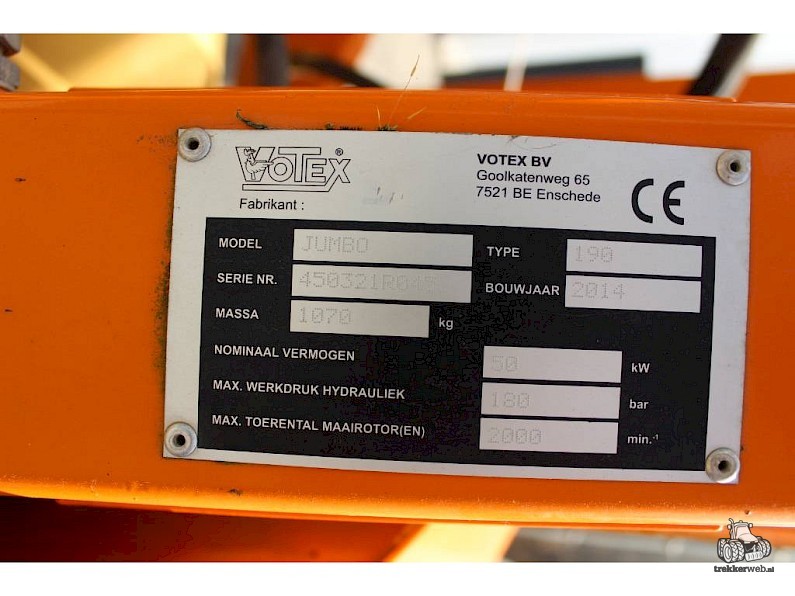 VOTEX®
Fabrikant :
VOTEX BV
Goolkatenweg 65
7521 BE Enschede
CE
MODEL JUMBO TYPE 190
SERIE NR. BOUWJAAR 2014
MASSA 1070 kg
NOMINAAL VERMOGEN 50 kW
MAX. WERKDRUK HYDRAULIEK 180 bar
MAX. TOERENTAL MAAIROTOR(EN) 2000 min.-1
trekkerweb.nl